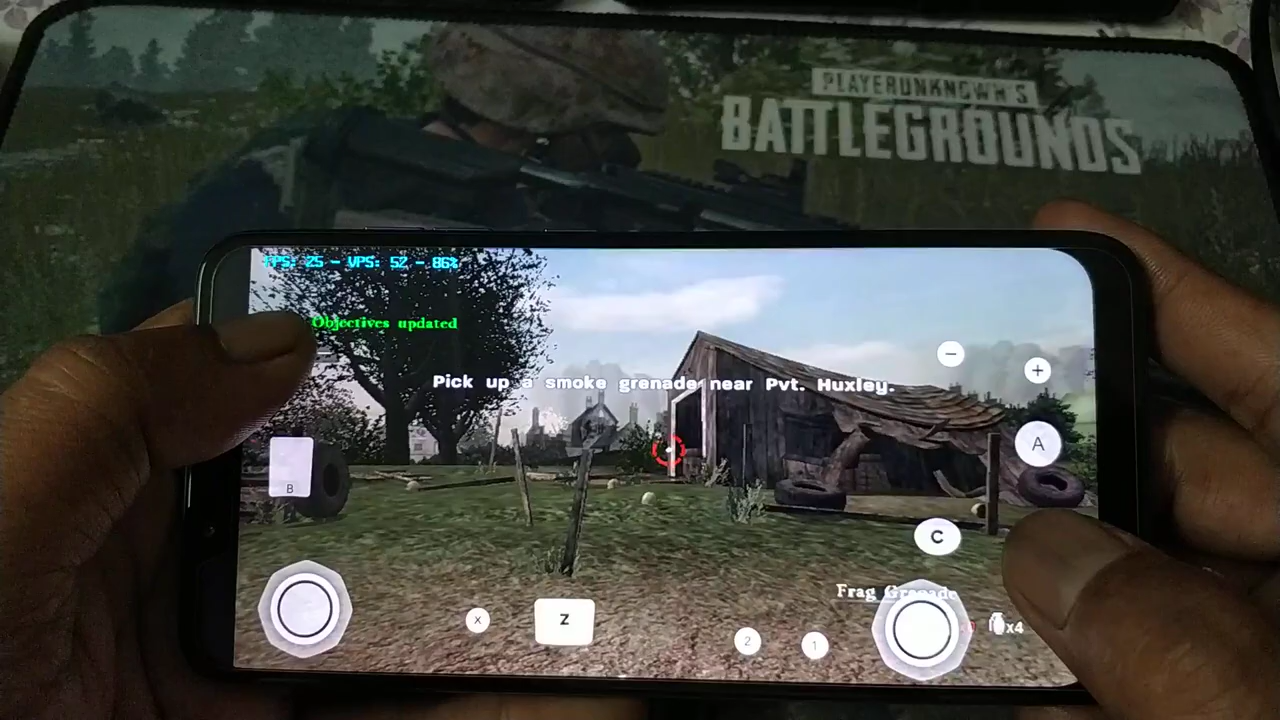 PLAYERUNKNOWN'S
BATTLEGROUNDS
FPS: 25 - VPS: 52 - 86%
Objectives updated
Pick up a smoke grenade near Pvt. Huxley.
-
+
A
B
C
Frag Grenade
X
Z
2
1
x4